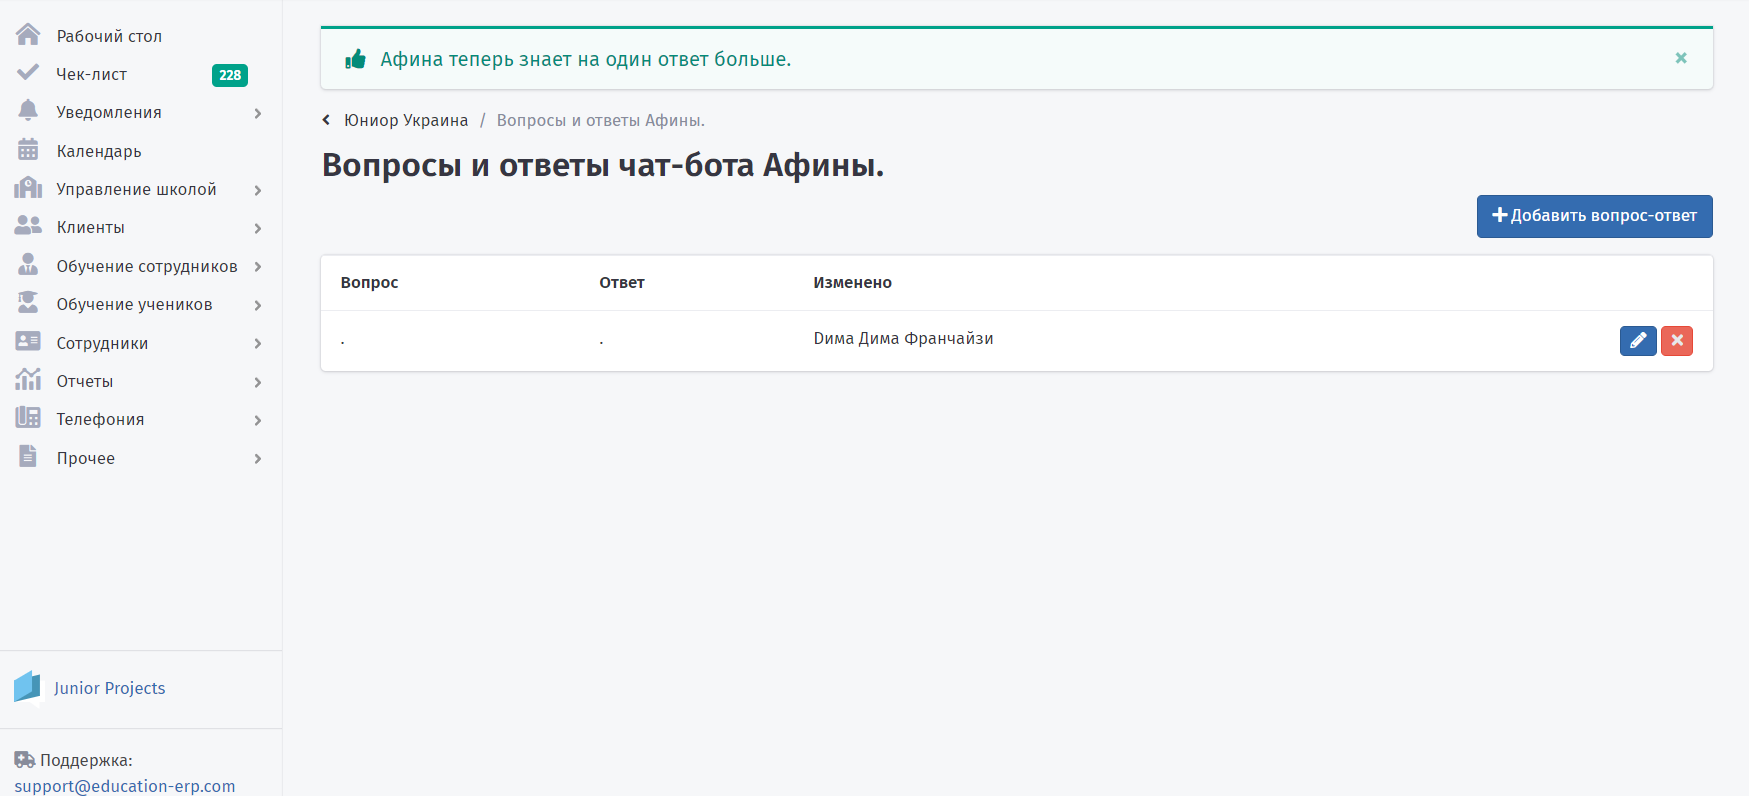 Рабочий стол
Чек-лист 228
Уведомления
Календарь
Управление школой
Клиенты
Обучение сотрудников
Обучение учеников
Сотрудники
Отчеты
Телефония
Прочее
Junior Projects
Поддержка:
support@education-erp.com
Афина теперь знает на один ответ больше.
Юниор Украина / Вопросы и ответы Афины.
Вопросы и ответы чат-бота Афины.
Добавить вопрос-ответ
Вопрос Ответ Изменено
. . Dима Дима Франчайзи